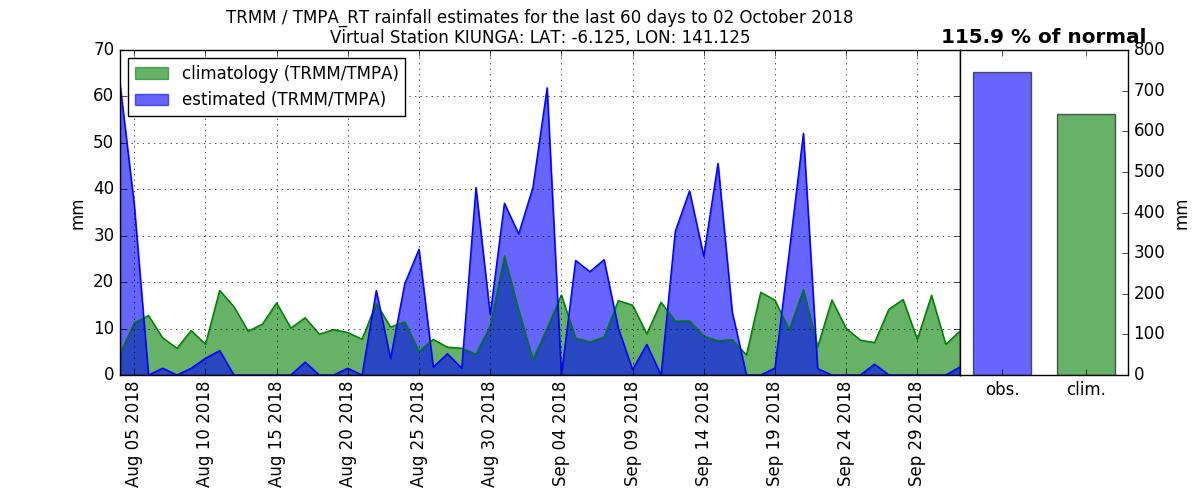 TRMM / TMPA_RT rainfall estimates for the last 60 days to 02 October 2018
Virtual Station KIUNGA: LAT: -6.125, LON: 141.125
115.9 % of normal
climatology (TRMM/TMPA)
estimated (TRMM/TMPA)
70
60
50
40
30
20
10
0
mm
Aug 05 2018
Aug 10 2018
Aug 15 2018
Aug 20 2018
Aug 25 2018
Aug 30 2018
Sep 04 2018
Sep 09 2018
Sep 14 2018
Sep 19 2018
Sep 24 2018
Sep 29 2018
obs.
clim.
800
700
600
500
400
300
200
100
0
mm